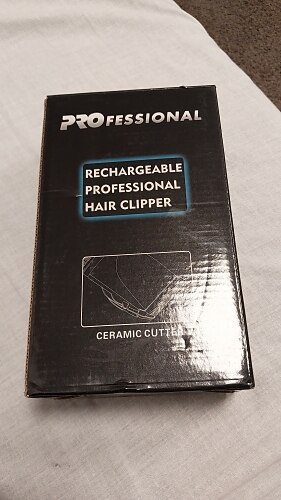 PROFESSIONAL
RECHARGEABLE
PROFESSIONAL
HAIR CLIPPER
CERAMIC CUTTER